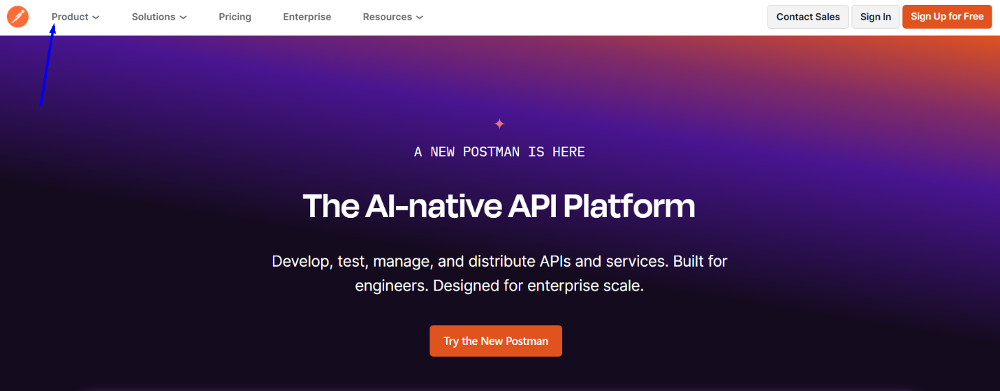 Product
Solutions
Pricing
Enterprise
Resources
Contact Sales
Sign In
Sign Up for Free
A NEW POSTMAN IS HERE
The AI-native API Platform
Develop, test, manage, and distribute APIs and services. Built for
engineers. Designed for enterprise scale.
Try the New Postman